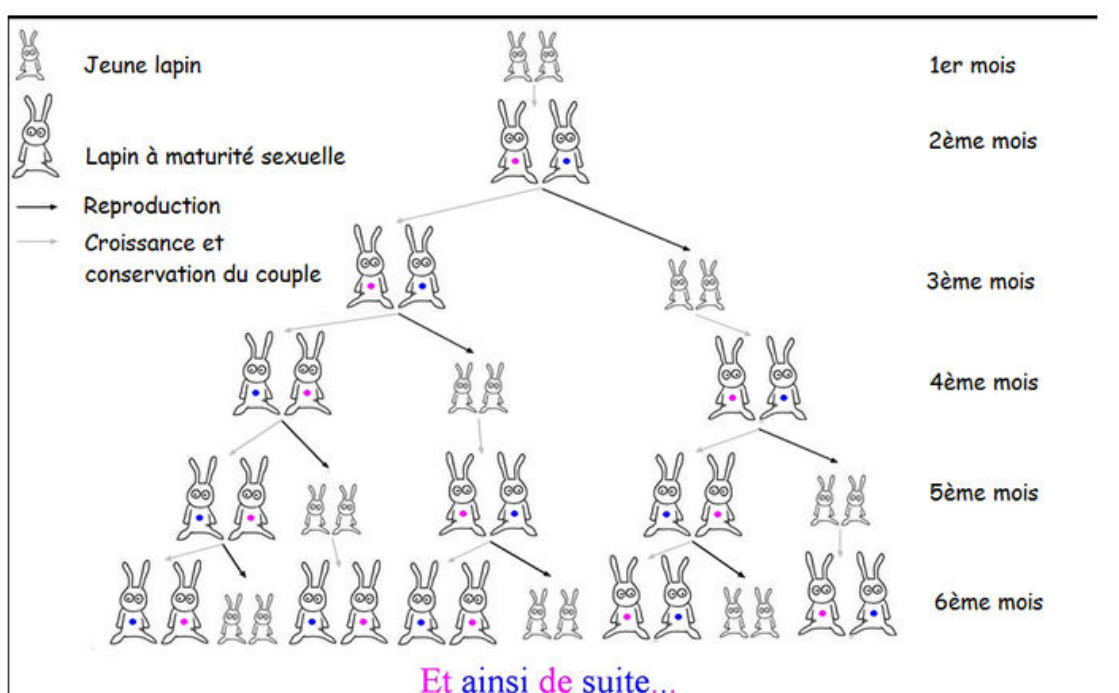 Jeune lapin
1er mois
2ème mois
Lapin à maturité sexuelle
Reproduction
Croissance et
conservation du couple
3ème mois
4ème mois
5ème mois
6ème mois
Et ainsi de suite...